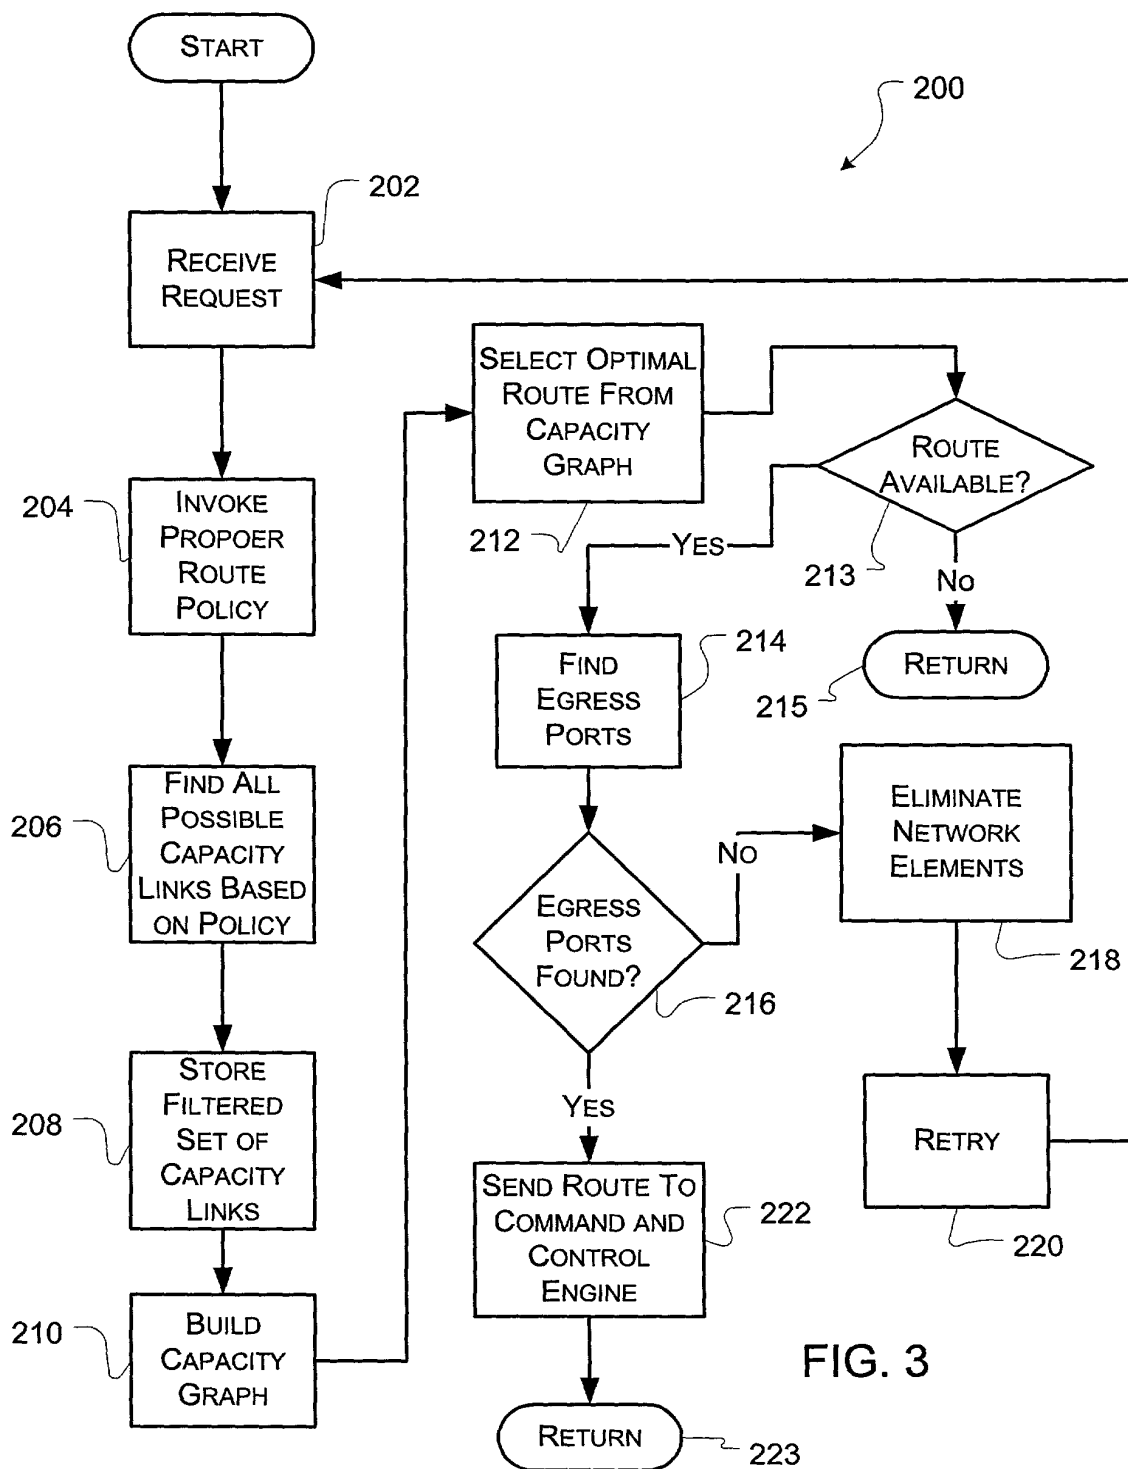 START
200
202
RECEIVE
REQUEST
204
INVOKE
PROPOER
ROUTE
POLICY
206
FIND ALL
POSSIBLE
CAPACITY
LINKS BASED
ON POLICY
208
STORE
FILTERED
SET OF
CAPACITY
LINKS
210
BUILD
CAPACITY
GRAPH
SELECT OPTIMAL
ROUTE FROM
CAPACITY
GRAPH
212
ROUTE
AVAILABLE?
213
YES
NO
RETURN
215
214
FIND
EGRESS
PORTS
EGRESS
PORTS
FOUND?
216
NO
ELIMINATE
NETWORK
ELEMENTS
218
RETRY
220
YES
SEND ROUTE TO
COMMAND AND
CONTROL
ENGINE
222
RETURN
223
FIG. 3